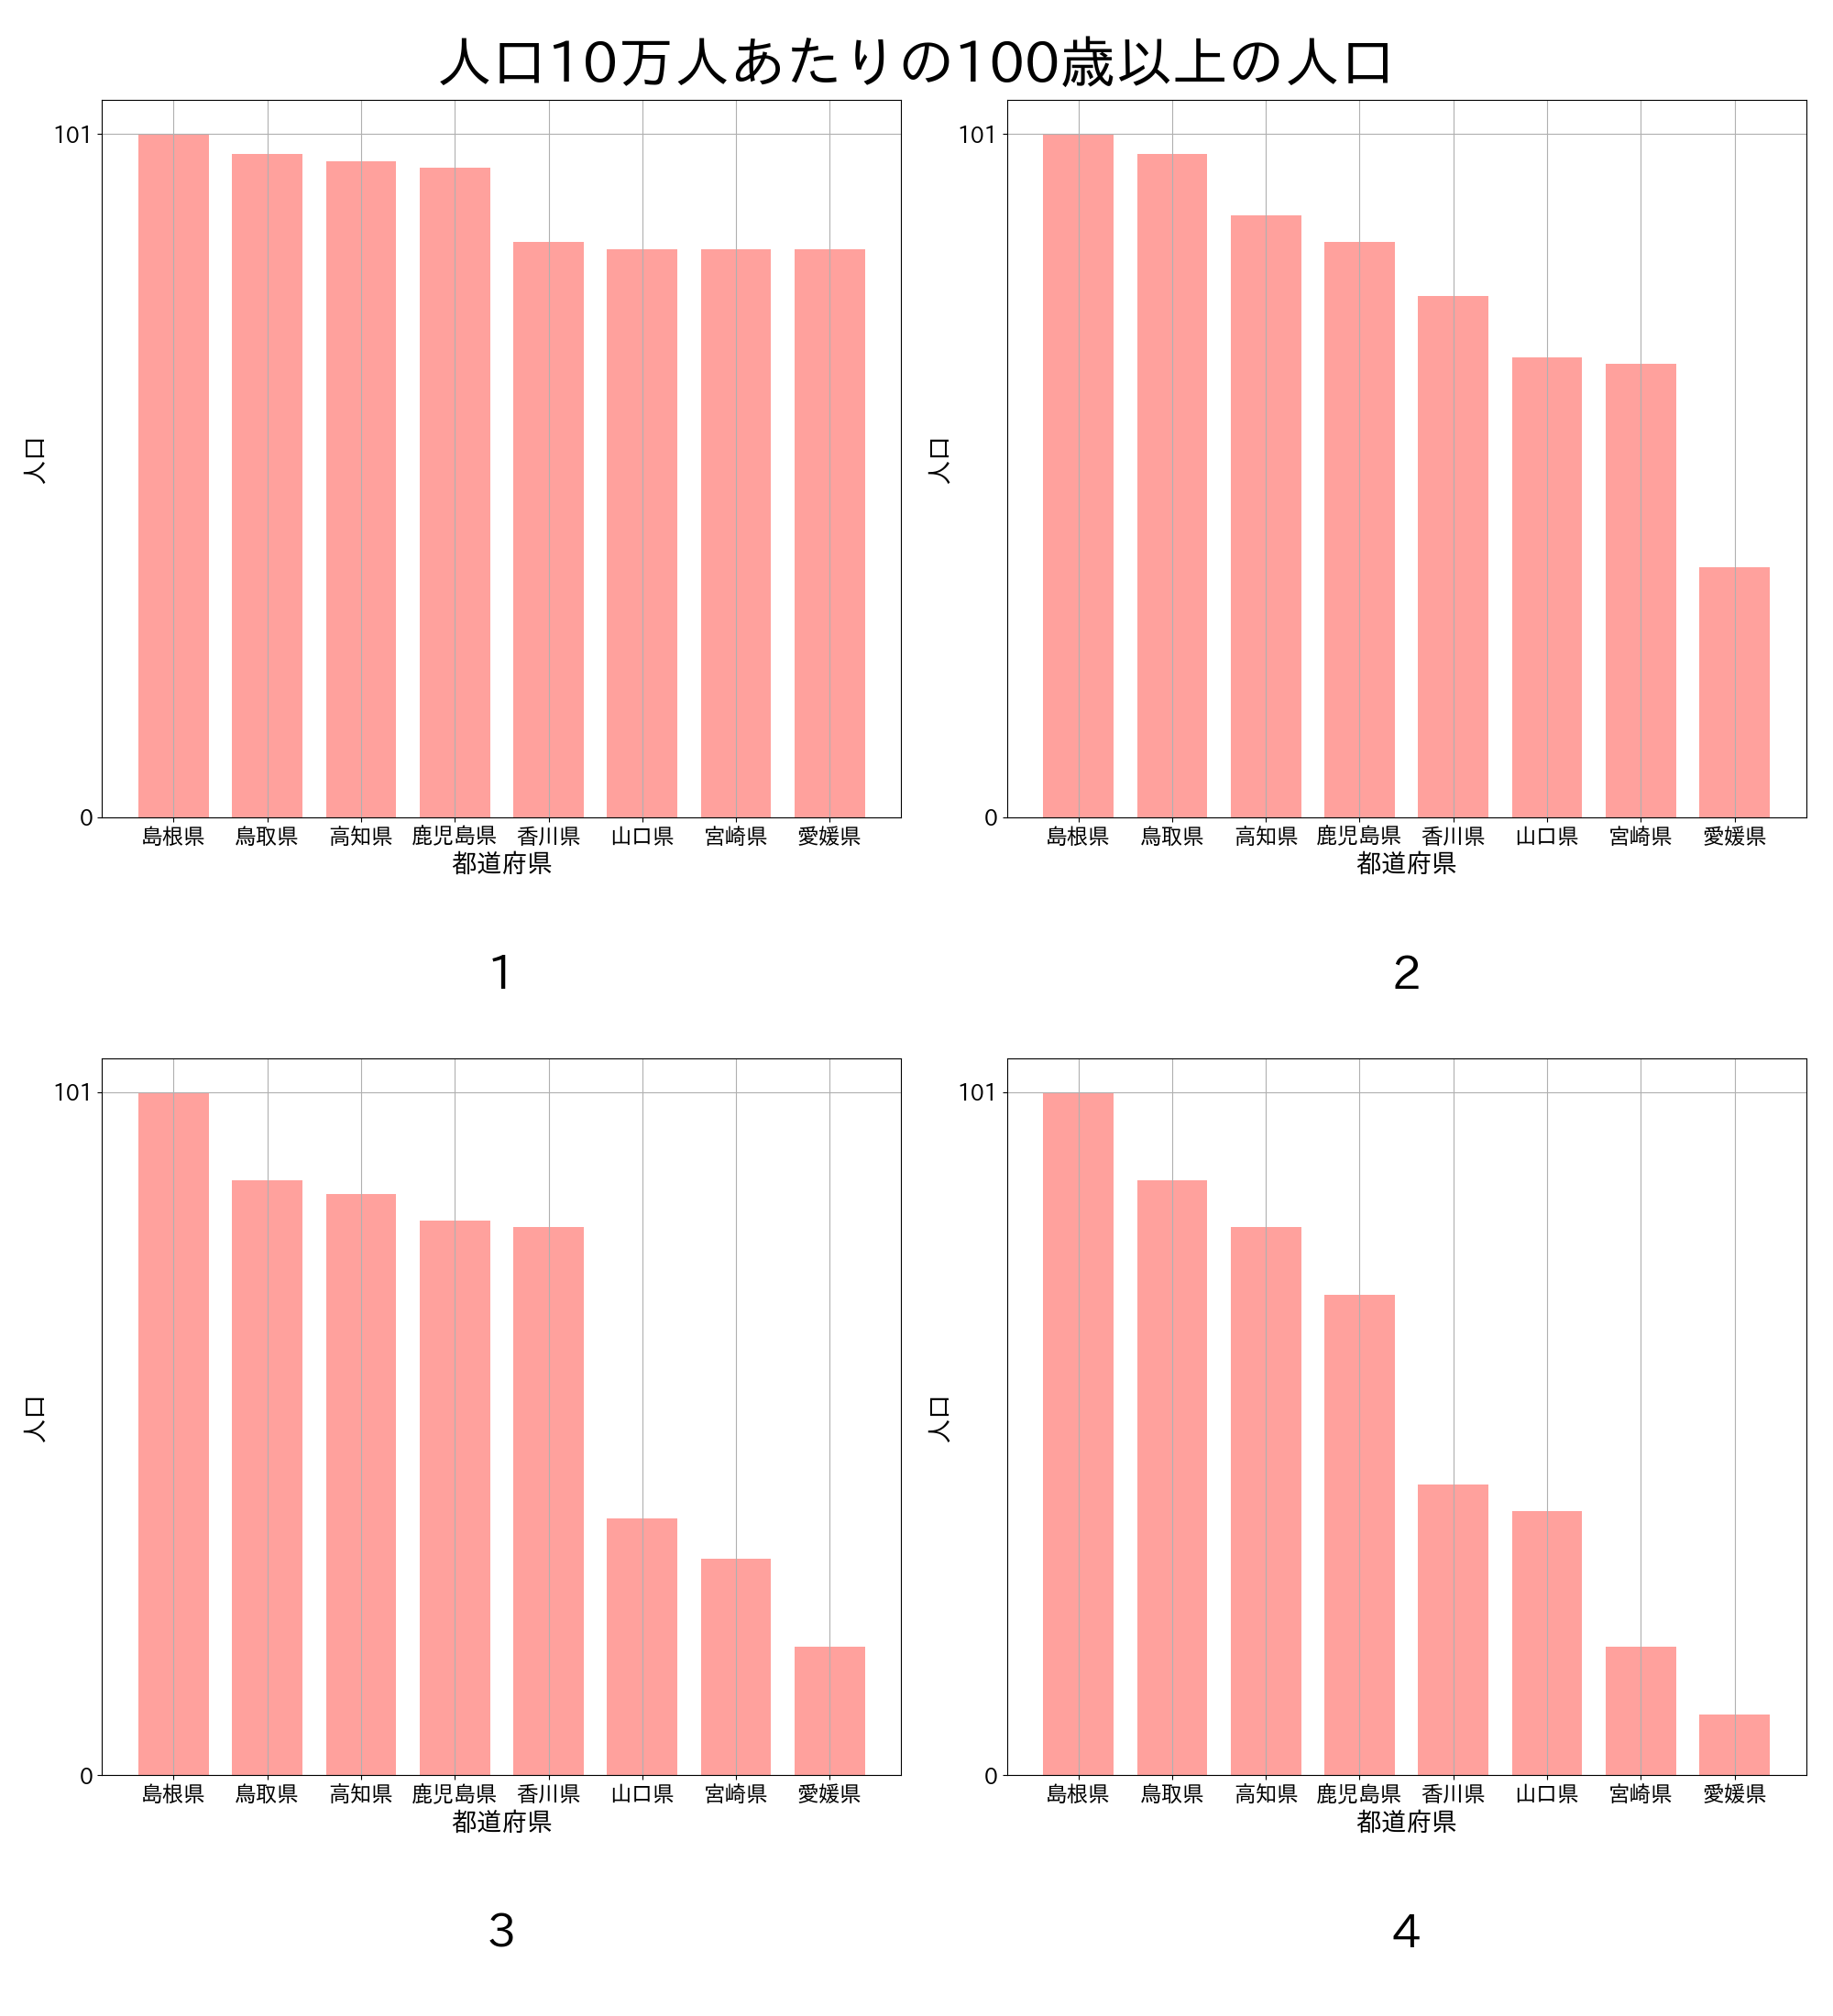 人口10万人あたりの100歳以上の人口
101
0
人口
島根県 鳥取県 高知県 鹿児島県 香川県 山口県 宮崎県 愛媛県
都道府県
1
101
0
人口
島根県 鳥取県 高知県 鹿児島県 香川県 山口県 宮崎県 愛媛県
都道府県
2
101
0
人口
島根県 鳥取県 高知県 鹿児島県 香川県 山口県 宮崎県 愛媛県
都道府県
3
101
0
人口
島根県 鳥取県 高知県 鹿児島県 香川県 山口県 宮崎県 愛媛県
都道府県
4